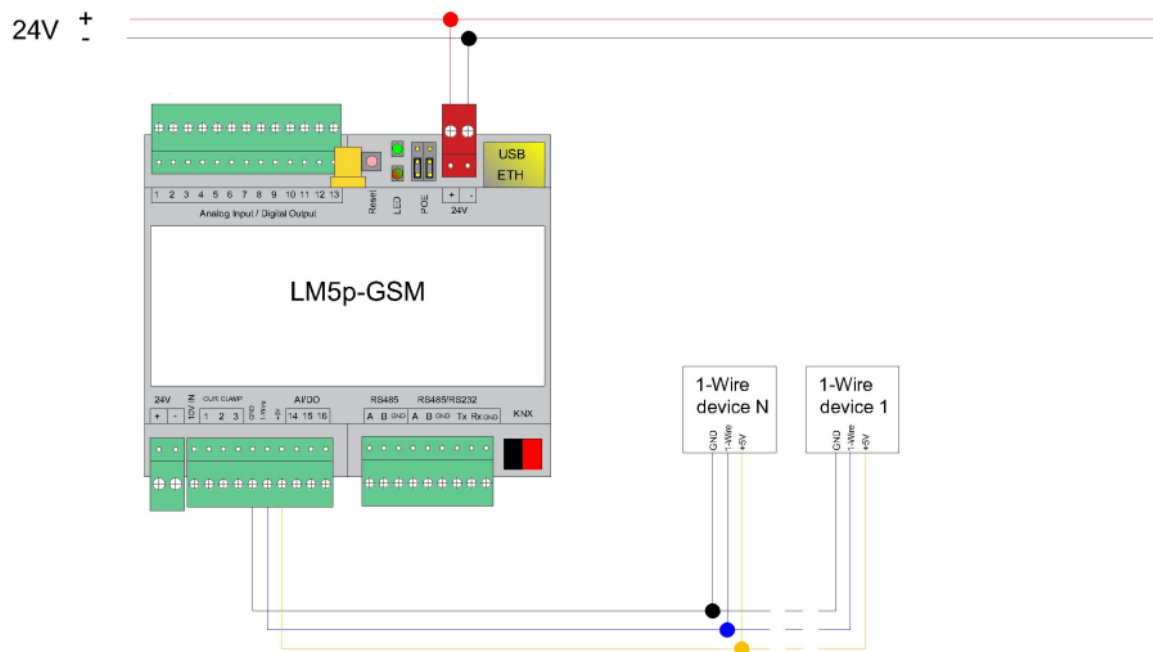 24V + -
USB
ETH
1 2 3 4 5 6 7 8 9 10 11 12 13
Analog Input / Digital Output
Reset
LED
POE
+ -
24V
LM5p-GSM
24V
+ -
10V IN
CUR CLAMP
1 2 3
GND
1-Wire
+5V
AI/DO
14 15 16
RS485
A B GND
RS485/RS232
A B GND Tx Rx GND
KNX
1-Wire
device N
GND
1-Wire
+5V
1-Wire
device 1
GND
1-Wire
+5V